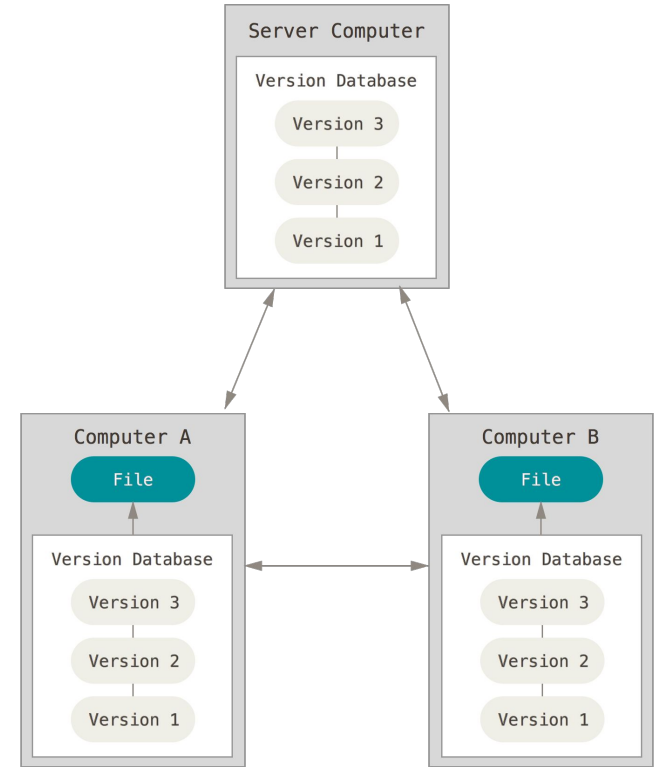 Server Computer
Version Database
Version 3
Version 2
Version 1
Computer A
File
Version Database
Version 3
Version 2
Version 1
Computer B
File
Version Database
Version 3
Version 2
Version 1